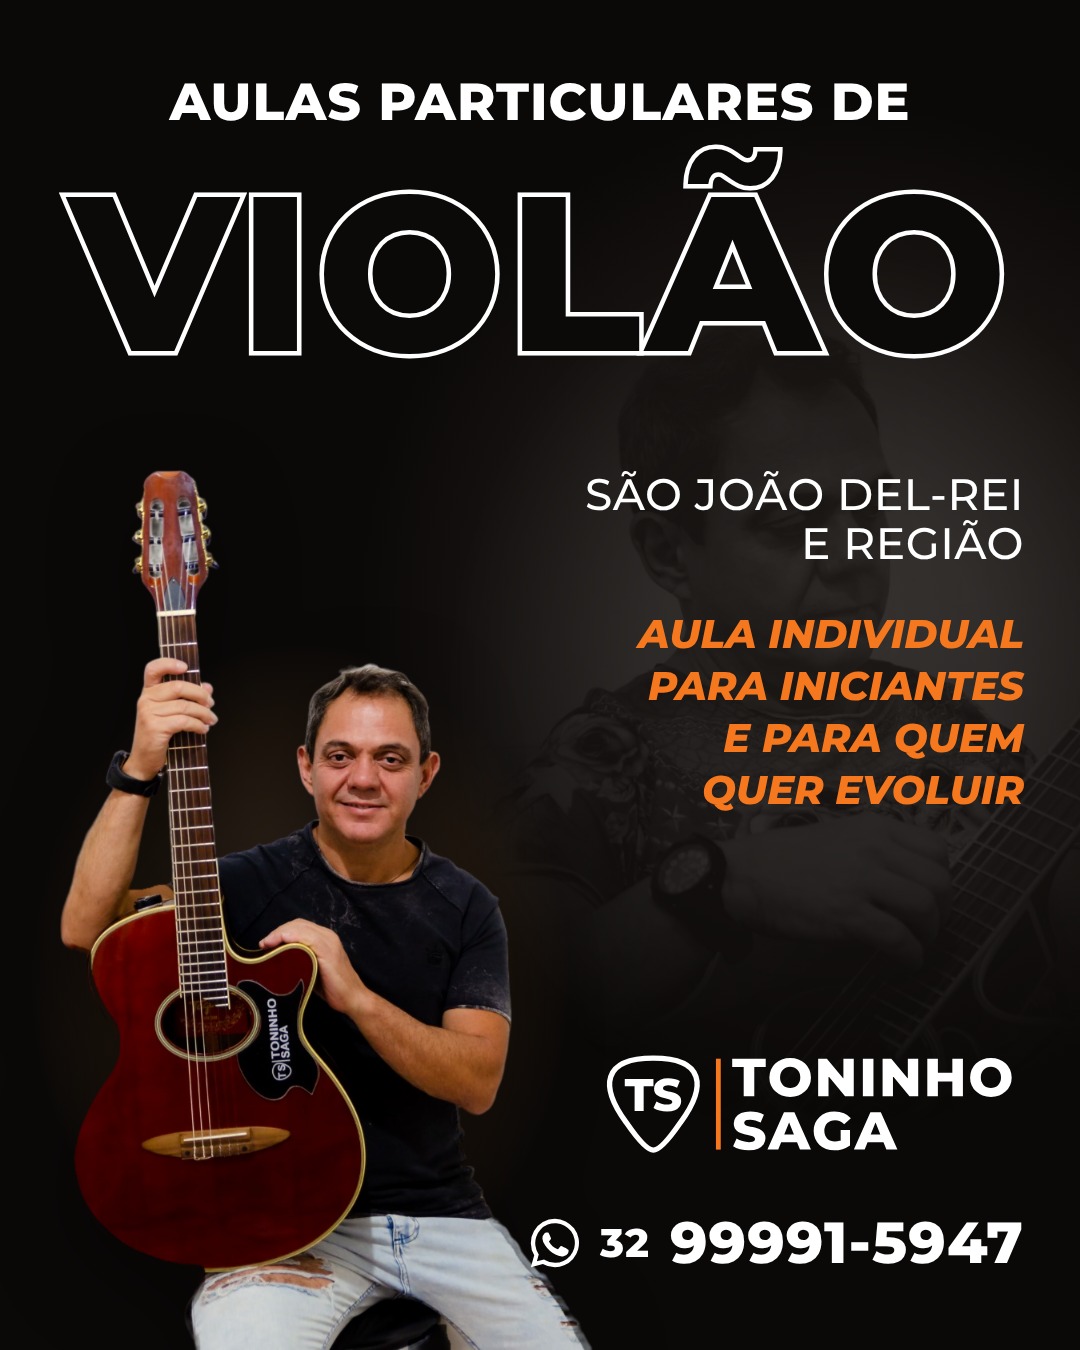 AULAS PARTICULARES DE
VIOLÃO
SÃO JOÃO DEL-REI
E REGIÃO
AULA INDIVIDUAL
PARA INICIANTES
E PARA QUEM
QUER EVOLUIR
TS TONINHO
SAGA
TS TONINHO
SAGA
32 99991-5947